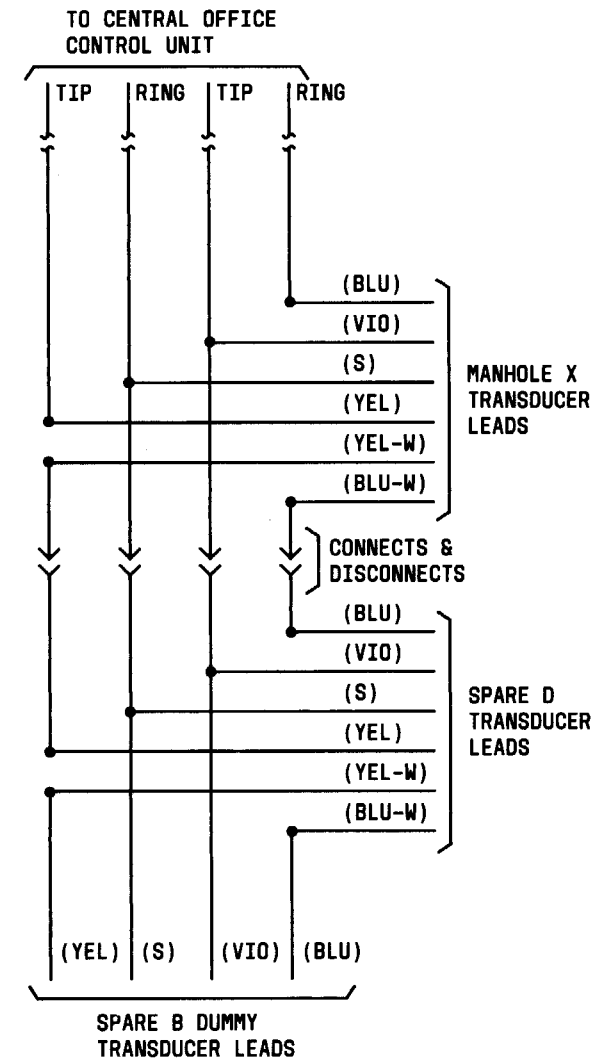 TO CENTRAL OFFICE
CONTROL UNIT
TIP RING TIP RING
(BLU)
(VIO)
(S)
(YEL)
(YEL-W)
(BLU-W)
MANHOLE X
TRANSDUCER
LEADS
CONNECTS &
DISCONNECTS
(BLU)
(VIO)
(S)
(YEL)
(YEL-W)
(BLU-W)
SPARE D
TRANSDUCER
LEADS
(YEL) (S) (VIO) (BLU)
SPARE B DUMMY
TRANSDUCER LEADS